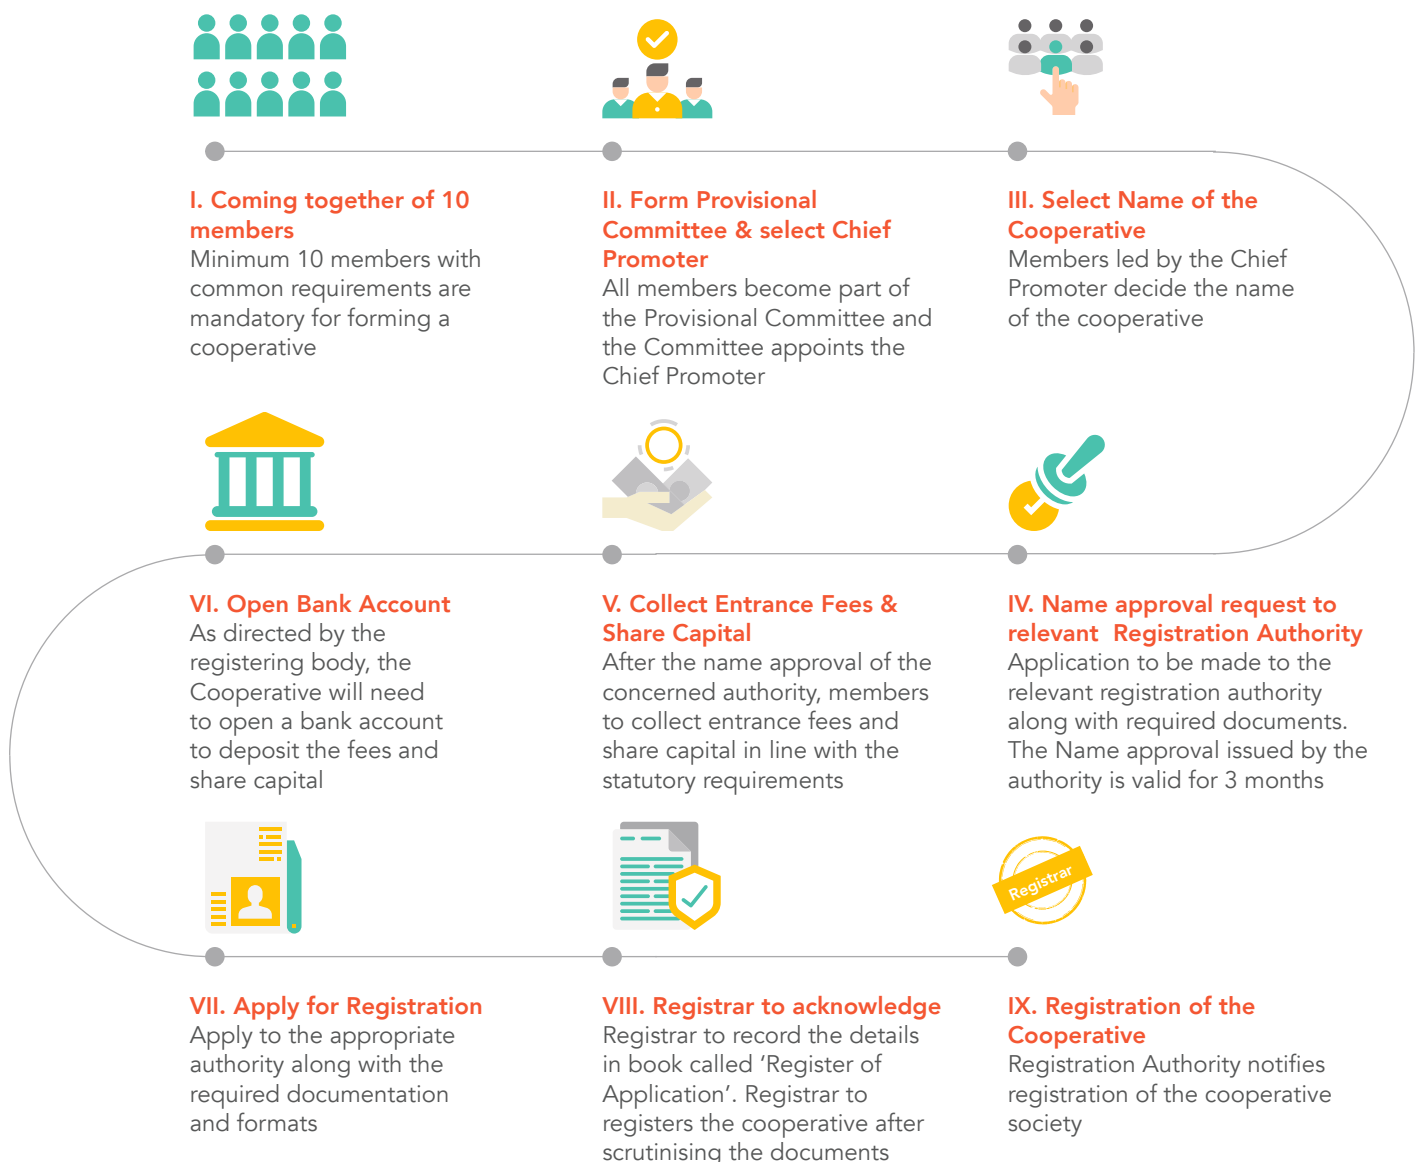 I. Coming together of 10
members
Minimum 10 members with
common requirements are
mandatory for forming a
cooperative
II. Form Provisional
Committee & select Chief
Promoter
All members become part of
the Provisional Committee and
the Committee appoints the
Chief Promoter
III. Select Name of the
Cooperative
Members led by the Chief
Promoter decide the name
of the cooperative
IV. Name approval request to
relevant  Registration Authority
Application to be made to the
relevant registration authority
along with required documents.
The Name approval issued by the
authority is valid for 3 months
V. Collect Entrance Fees &
Share Capital
After the name approval of the
concerned authority, members
to collect entrance fees and
share capital in line with the
statutory requirements
VI. Open Bank Account
As directed by the
registering body, the
Cooperative will need
to open a bank account
to deposit the fees and
share capital
VII. Apply for Registration
Apply to the appropriate
authority along with the
required documentation
and formats
VIII. Registrar to acknowledge
Registrar to record the details
in book called ‘Register of
Application’. Registrar to
registers the cooperative after
scrutinising the documents
Registrar
IX. Registration of the
Cooperative
Registration Authority notifies
registration of the cooperative
society